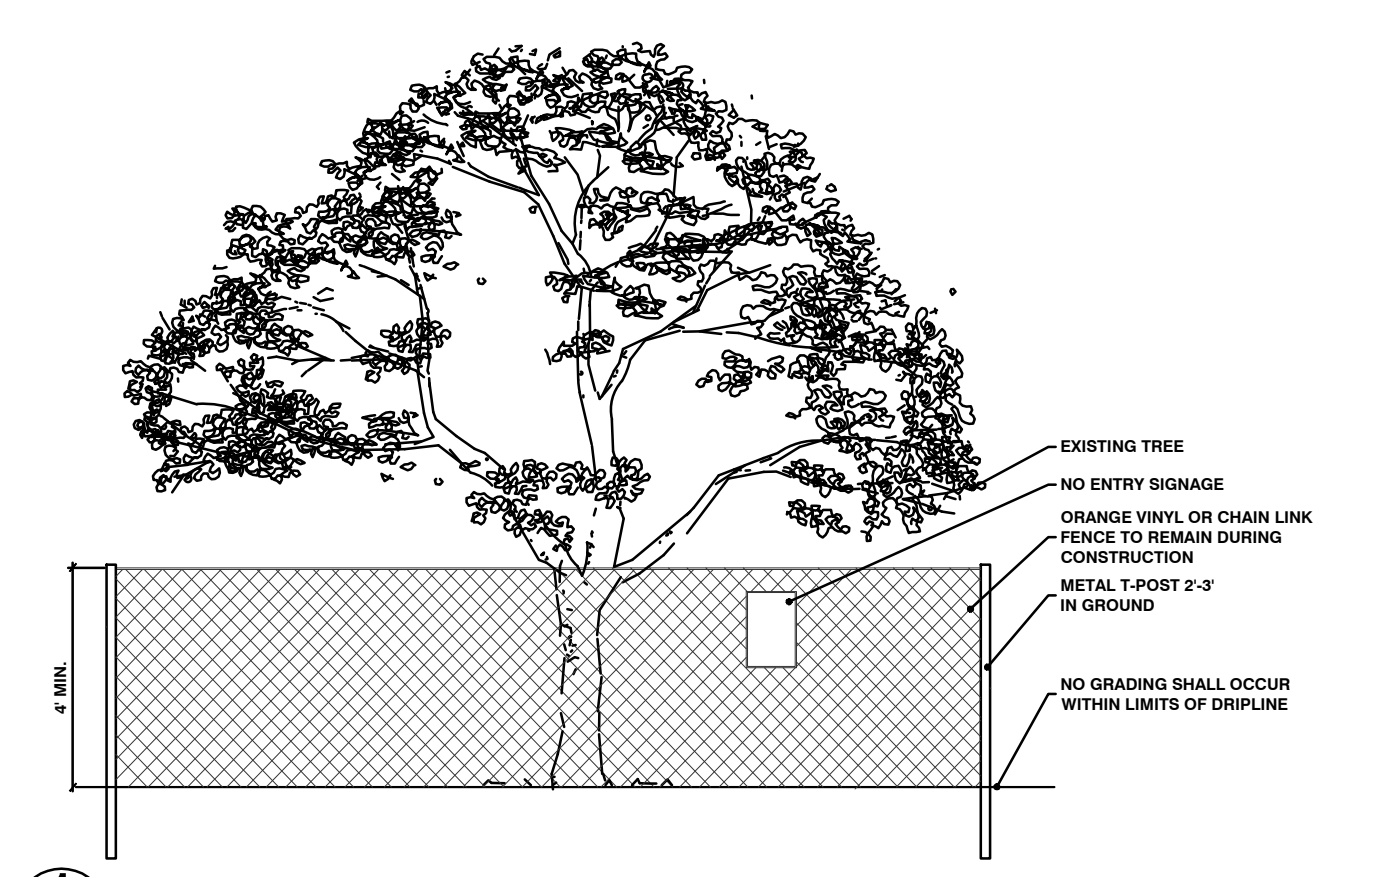 EXISTING TREE
NO ENTRY SIGNAGE
ORANGE VINYL OR CHAIN LINK
FENCE TO REMAIN DURING
CONSTRUCTION
METAL T-POST 2'-3'
IN GROUND
4' MIN.
NO GRADING SHALL OCCUR
WITHIN LIMITS OF DRIPLINE